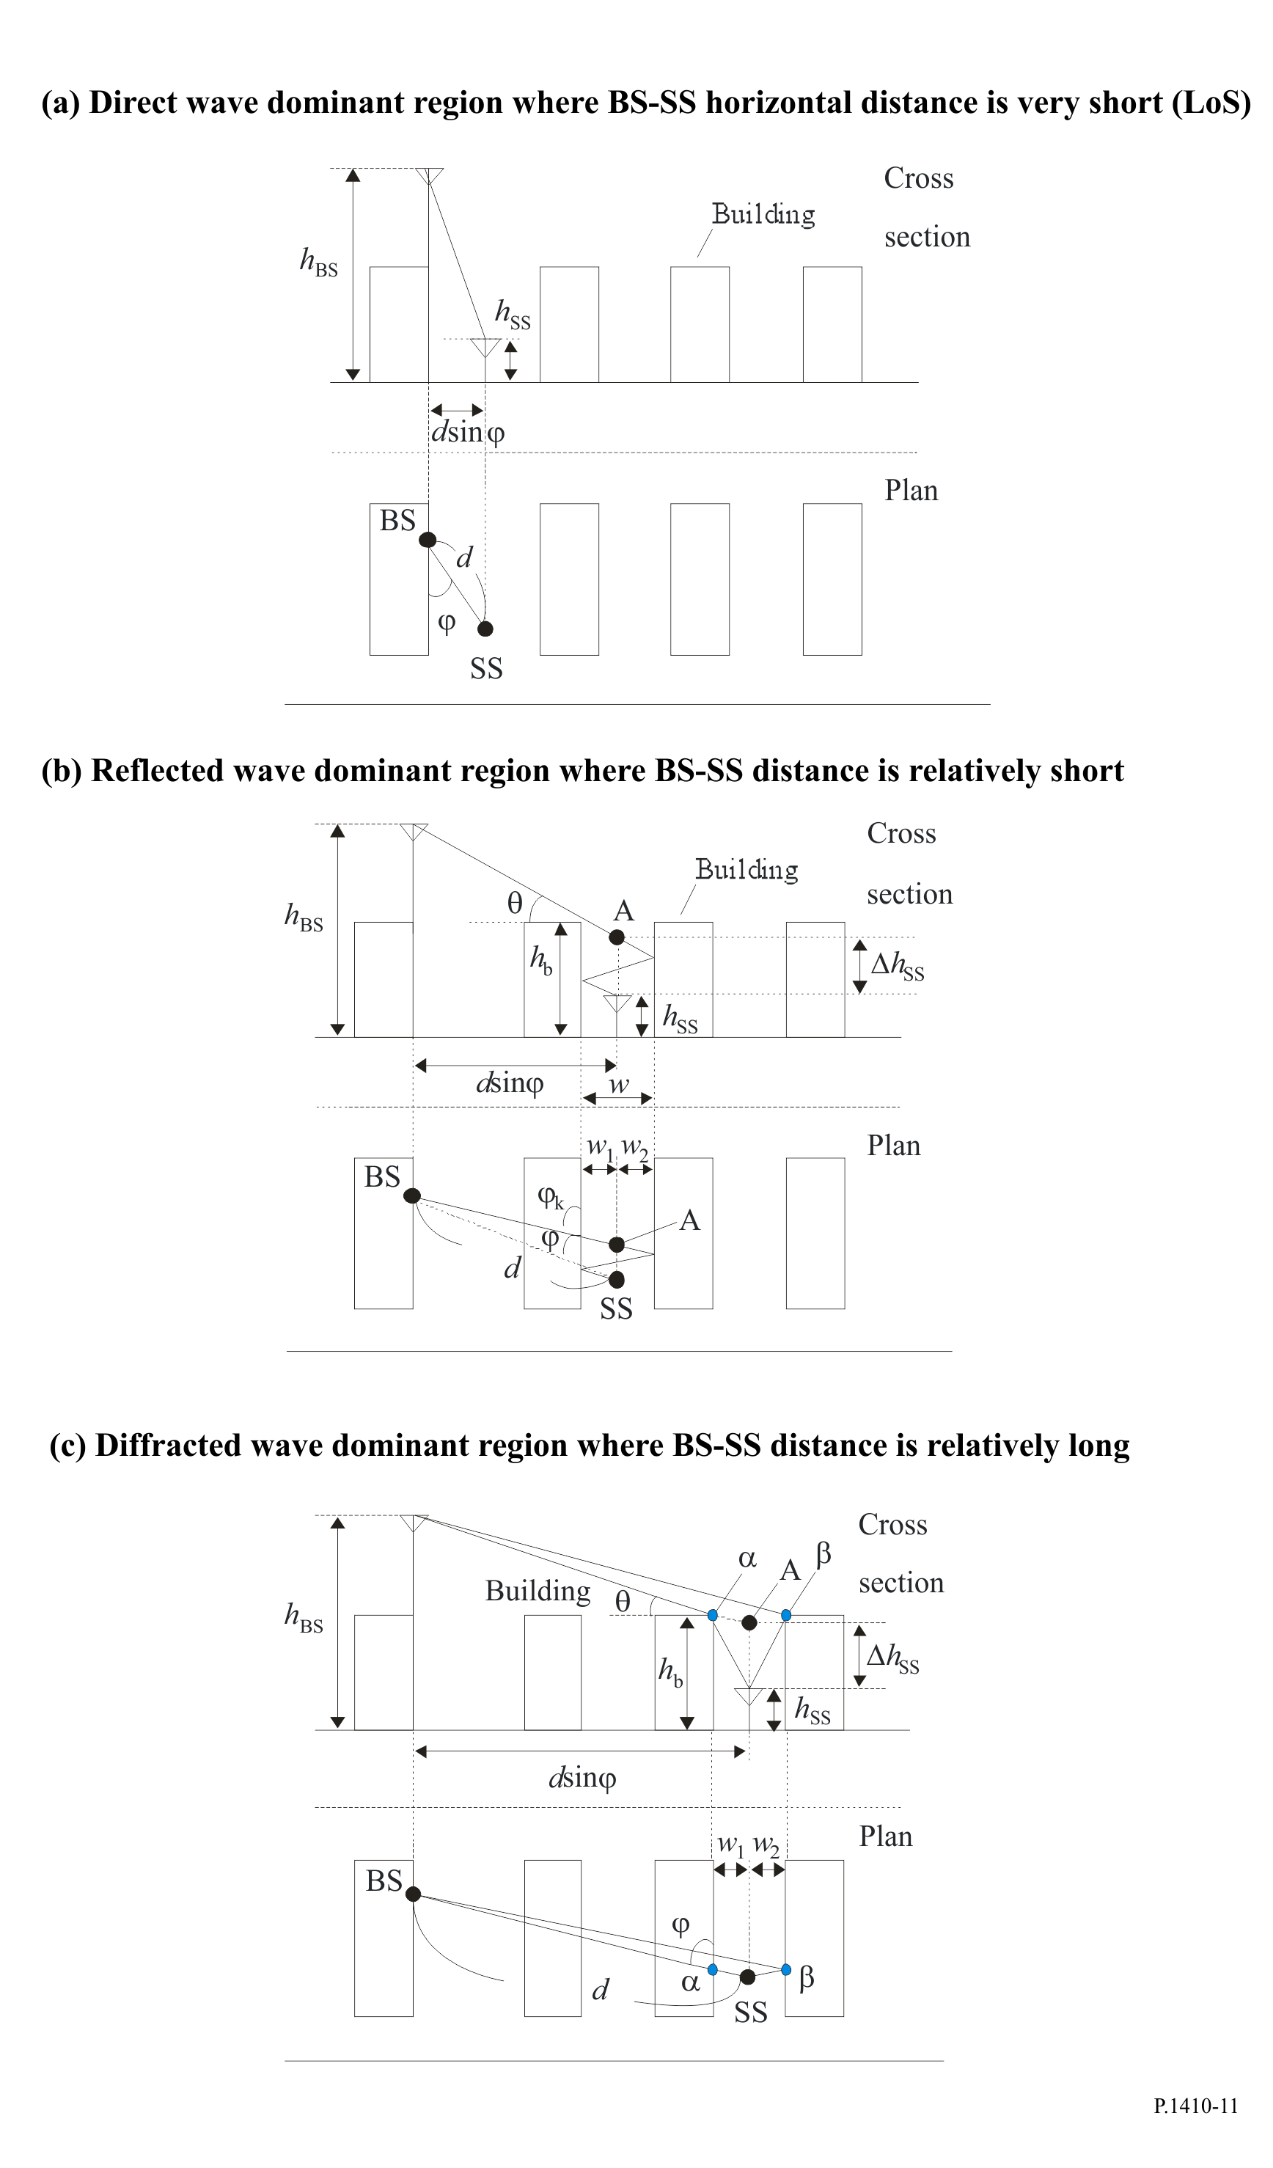 (a) Direct wave dominant region where BS-SS horizontal distance is very short (LoS)
Cross
section
Building
hBS
hSS
dsinφ
Plan
BS
d
φ
SS
(b) Reflected wave dominant region where BS-SS distance is relatively short
Cross
section
Building
θ
A
hBS
hb
ΔhSS
hSS
dsinφ
w
Plan
w1 w2
BS
φk
A
φ
d
SS
(c) Diffracted wave dominant region where BS-SS distance is relatively long
Cross
section
α
A
β
Building
θ
hBS
hb
ΔhSS
hSS
dsinφ
Plan
w1 w2
BS
φ
α
β
d
SS
P.1410-11